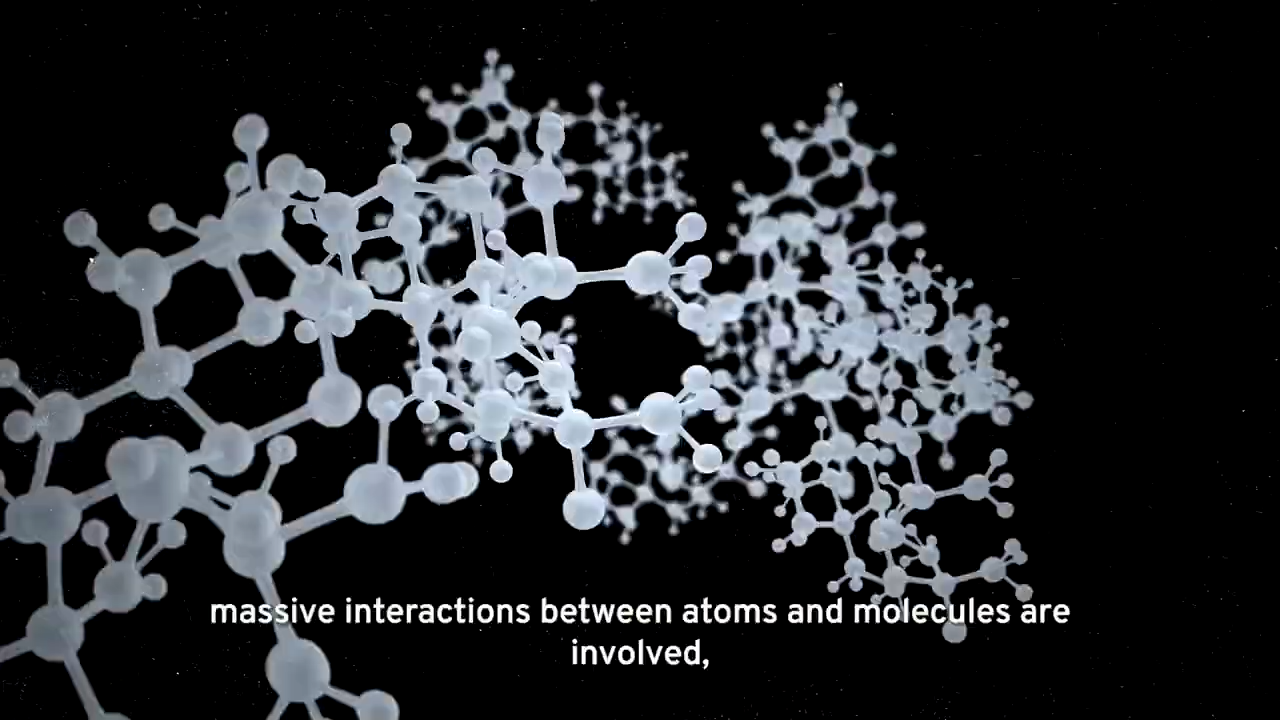 massive interactions between atoms and molecules are
involved,